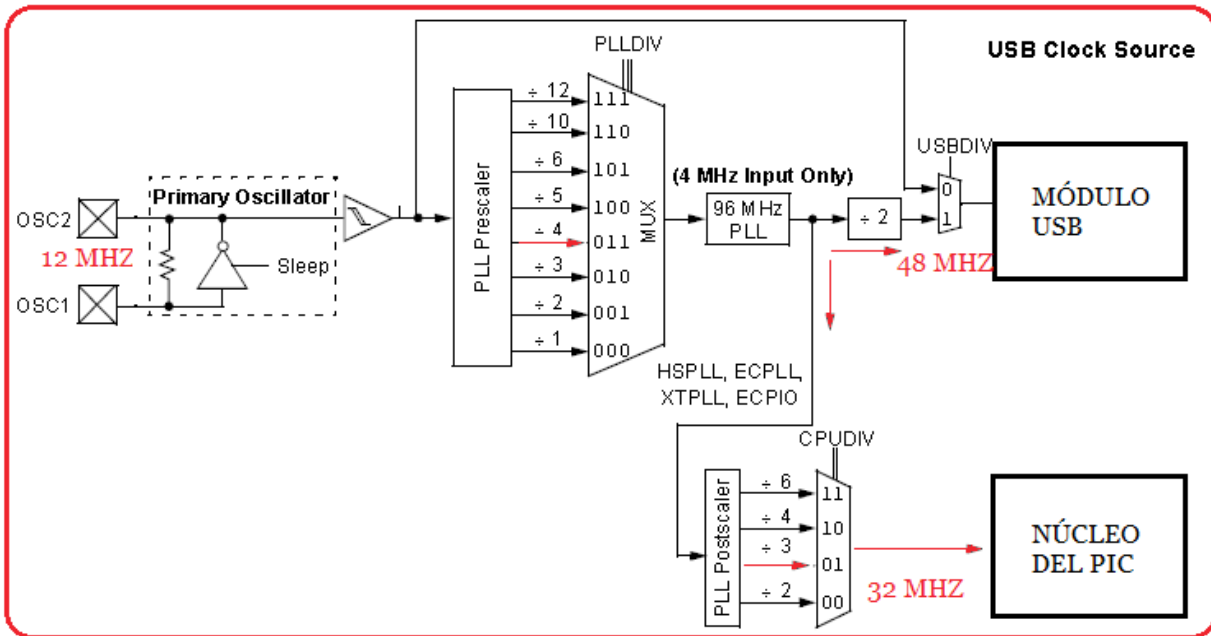 USB Clock Source
PLLDIV
÷ 12
111
÷ 10
110
÷ 6
101
÷ 5
100
÷ 4
011
÷ 3
010
÷ 2
001
÷ 1
000
PLL Prescaler
MUX
Primary Oscillator
OSC2
12 MHZ
OSC1
Sleep
(4 MHz Input Only)
96 MHz
PLL
÷ 2
USBDIV
0
1
48 MHZ
MÓDULO
USB
HSPLL, ECPLL,
XTPLL, ECPIO
CPUDIV
PLL Postscaler
÷ 6
11
÷ 4
10
÷ 3
01
÷ 2
00
32 MHZ
NÚCLEO
DEL PIC